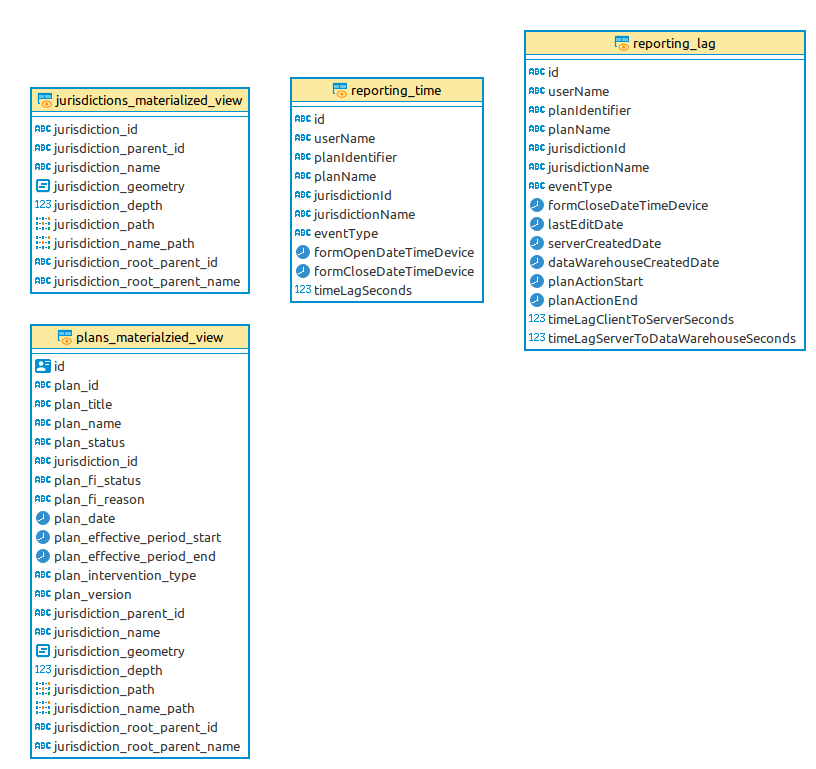 jurisdictions_materialized_view
ABC jurisdiction_id
ABC jurisdiction_parent_id
ABC jurisdiction_name
jurisdiction_geometry
123 jurisdiction_depth
jurisdiction_path
jurisdiction_name_path
ABC jurisdiction_root_parent_id
ABC jurisdiction_root_parent_name
reporting_time
ABC id
ABC userName
ABC planIdentifier
ABC planName
ABC jurisdictionId
ABC jurisdictionName
ABC eventType
formOpenDateTimeDevice
formCloseDateTimeDevice
123 timeLagSeconds
reporting_lag
ABC id
ABC userName
ABC planIdentifier
ABC planName
ABC jurisdictionId
ABC jurisdictionName
ABC eventType
formCloseDateTimeDevice
lastEditDate
serverCreatedDate
dataWarehouseCreatedDate
planActionStart
planActionEnd
123 timeLagClientToServerSeconds
123 timeLagServerToDataWarehouseSeconds
plans_materialzied_view
id
ABC plan_id
ABC plan_title
ABC plan_name
ABC plan_status
ABC jurisdiction_id
ABC plan_fi_status
ABC plan_fi_reason
plan_date
plan_effective_period_start
plan_effective_period_end
ABC plan_intervention_type
ABC plan_version
ABC jurisdiction_parent_id
ABC jurisdiction_name
jurisdiction_geometry
123 jurisdiction_depth
jurisdiction_path
jurisdiction_name_path
ABC jurisdiction_root_parent_id
ABC jurisdiction_root_parent_name